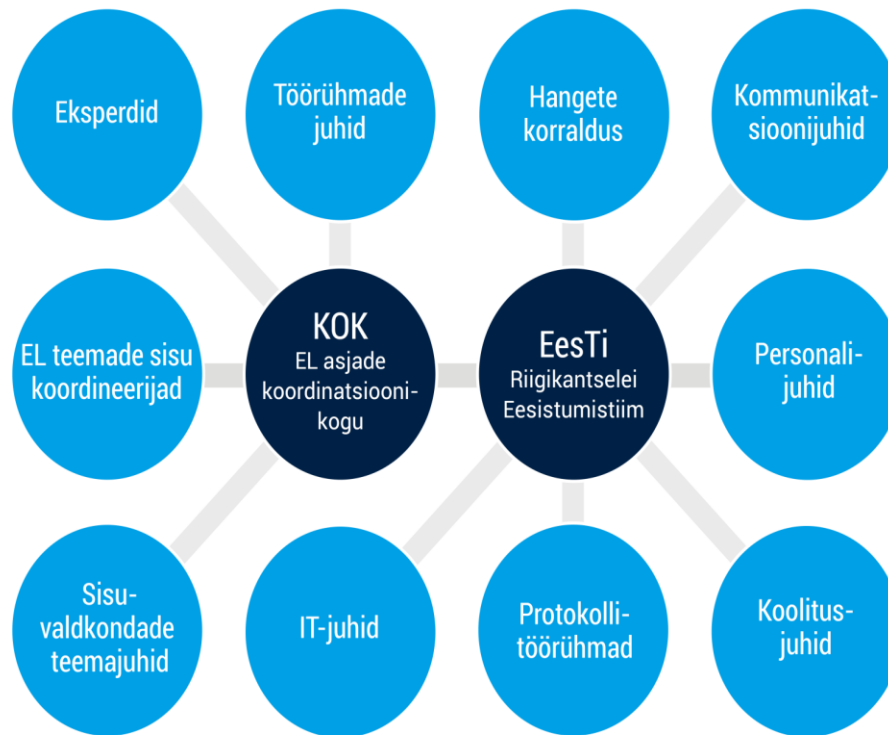 Eksperdid
Töörühmade
juhid
Hangete
korraldus
Kommunikat-
sioonijuhid
EL teemade sisu
koordineerijad
KOK
EL asjade
koordinatsiooni-
kogu
EesTi
Riigikantselei
Eesistumistiim
Personali-
juhid
Sisu-
valdkondade
teemajuhid
IT-juhid
Protokolli-
töörühmad
Koolitus-
juhid